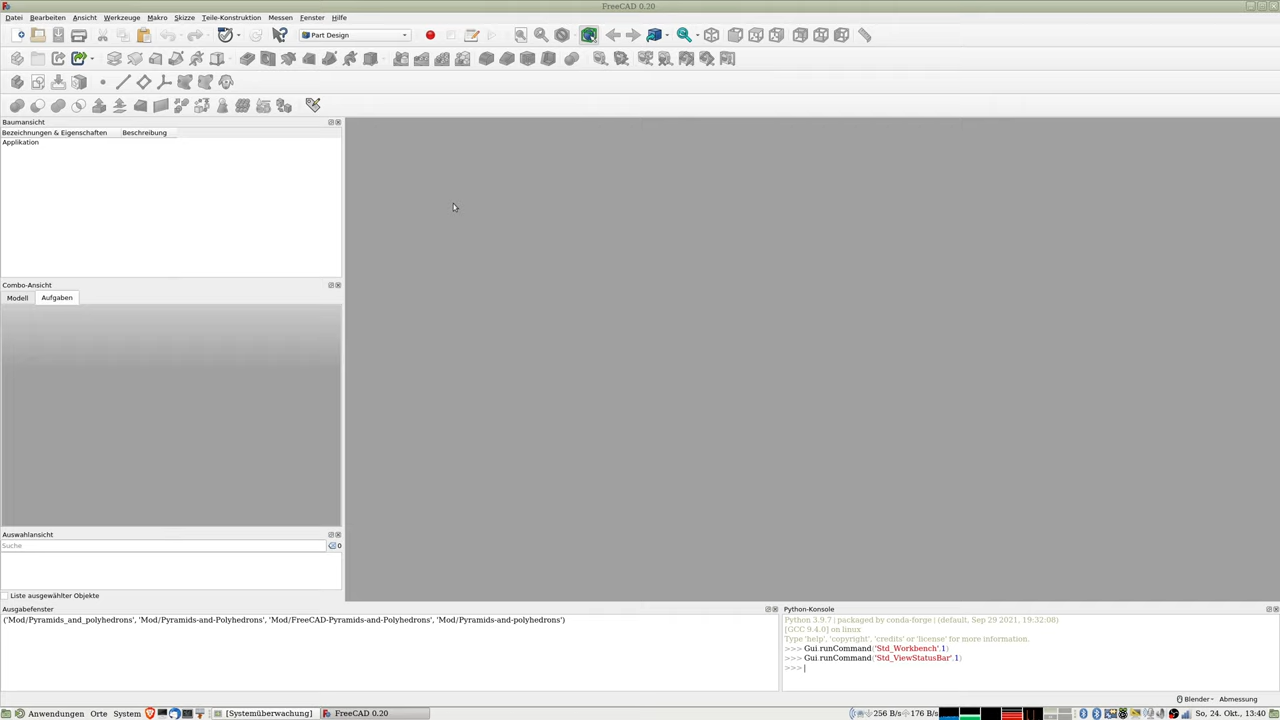 FreeCAD 0.20
Datei Bearbeiten Ansicht Werkzeuge Makro Skizze Teile-Konstruktion Messen Fenster Hilfe
Part Design
Baumansicht
Bezeichnungen & Eigenschaften Beschreibung
Applikation
Combo-Ansicht
Modell Aufgaben
Auswahlansicht
Suche 0
Liste ausgewählter Objekte
Ausgabefenster
('Mod/Pyramids_and_polyhedrons', 'Mod/Pyramids-and-Polyhedrons', 'Mod/FreeCAD-Pyramids-and-Polyhedrons', 'Mod/Pyramids-and-polyhedrons')
Python-Konsole
Python 3.9.7 | packaged by conda-forge | (default, Sep 29 2021, 19:32:08)
[GCC 9.4.0] on linux
Type 'help', 'copyright', 'credits' or 'license' for more information.
>>> Gui.runCommand('Std_Workbench',1)
>>> Gui.runCommand('Std_ViewStatusBar',1)
>>>
Blender Abmessung
Anwendungen Orte System [Systemüberwachung] FreeCAD 0.20 256 B/s 176 B/s So, 24. Okt., 13:40